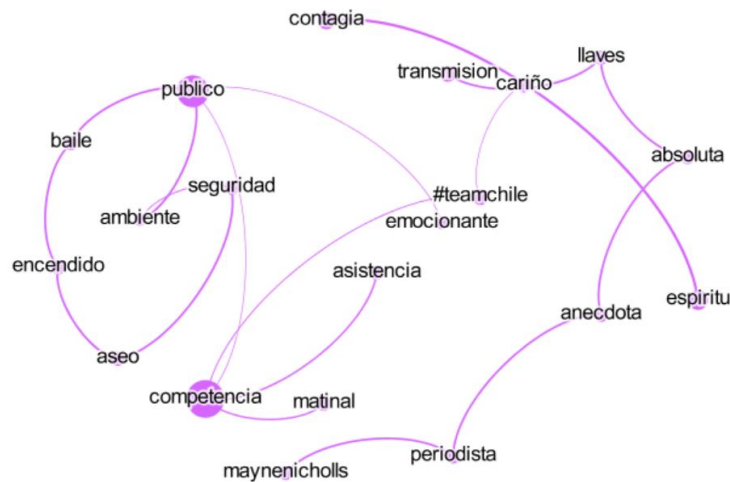 contagia
llaves
transmision
cariño
publico
baile
absoluta
seguridad
#teamchile
ambiente
emocionante
encendido
asistencia
espiritu
anecdota
aseo
competencia
matinal
periodista
maynenicholls